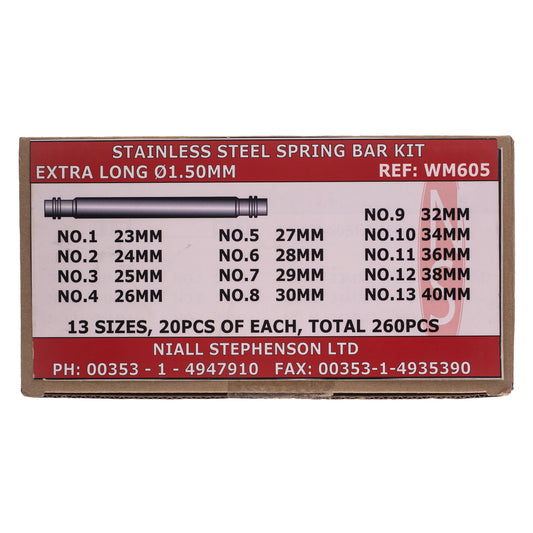 STAINLESS STEEL SPRING BAR KIT
EXTRA LONG Ø1.50MM REF: WM605
NO.1 23MM
NO.2 24MM
NO.3 25MM
NO.4 26MM
NO.5 27MM
NO.6 28MM
NO.7 29MM
NO.8 30MM
NO.9 32MM
NO.10 34MM
NO.11 36MM
NO.12 38MM
NO.13 40MM
13 SIZES, 20PCS OF EACH, TOTAL 260PCS
NIALL STEPHENSON LTD
PH: 00353 - 1 - 4947910 FAX: 00353-1-4935390